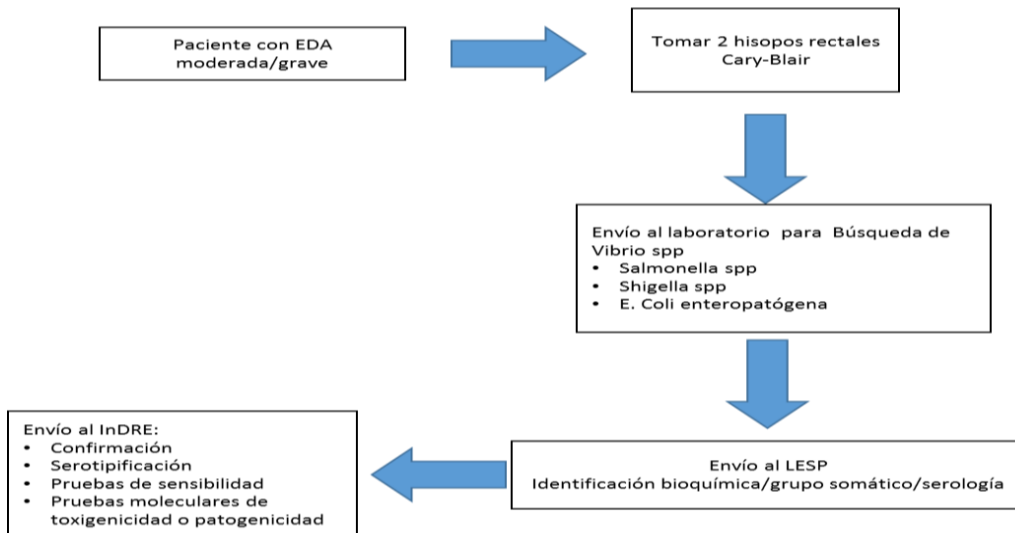 Paciente con EDA
moderada/grave
Tomar 2 hisopos rectales
Cary-Blair
Envío al laboratorio para Búsqueda de
Vibrio spp
• Salmonella spp
• Shigella spp
• E. Coli enteropatógena
Envío al LESP
Identificación bioquímica/grupo somático/serología
Envío al InDRE:
• Confirmación
• Serotipificación
• Pruebas de sensibilidad
• Pruebas moleculares de
toxigenicidad o patogenicidad